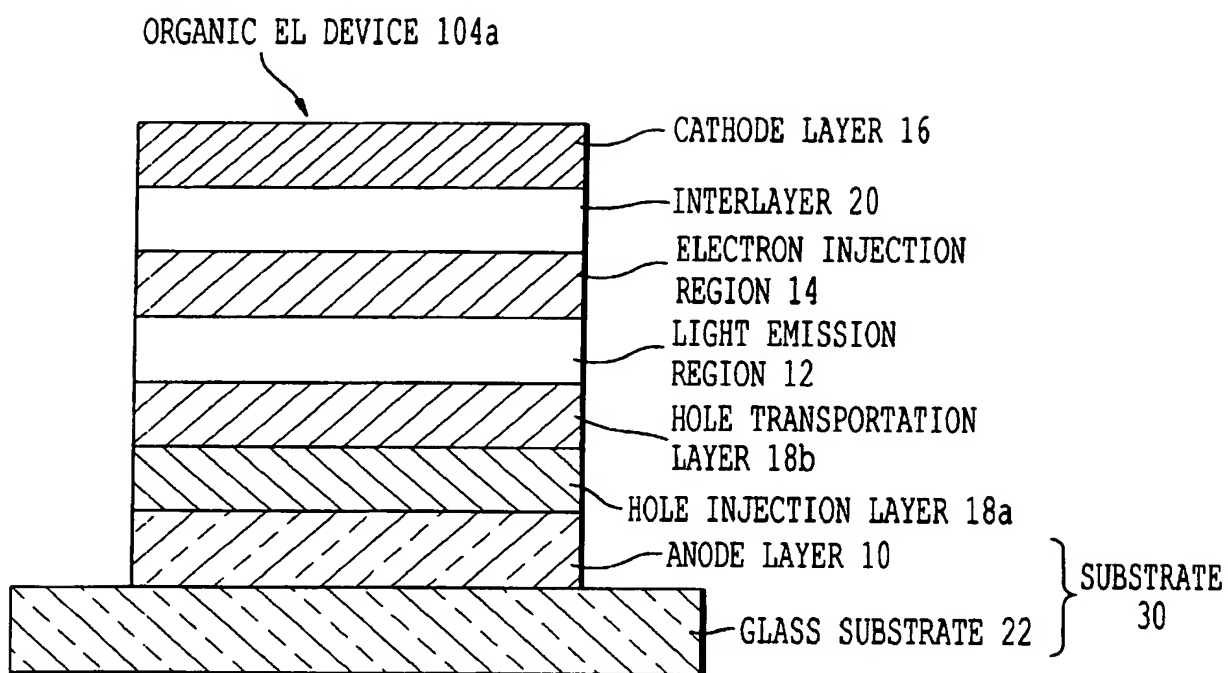 ORGANIC EL DEVICE 104a
CATHODE LAYER 16
INTERLAYER 20
ELECTRON INJECTION
REGION 14
LIGHT EMISSION
REGION 12
HOLE TRANSPORTATION
LAYER 18b
HOLE INJECTION LAYER 18a
ANODE LAYER 10
GLASS SUBSTRATE 22
SUBSTRATE
30